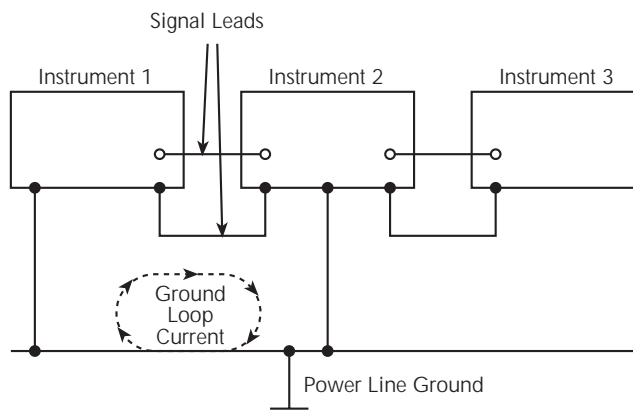 Signal Leads
Instrument 1
Instrument 2
Instrument 3
Ground
Loop
Current
Power Line Ground